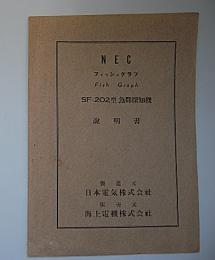 NEC
フィッシュグラフ
Fish Graph
SF-202型 魚群探知機
説明書
製造元
日本電気株式会社
販売元
海上電機株式会社